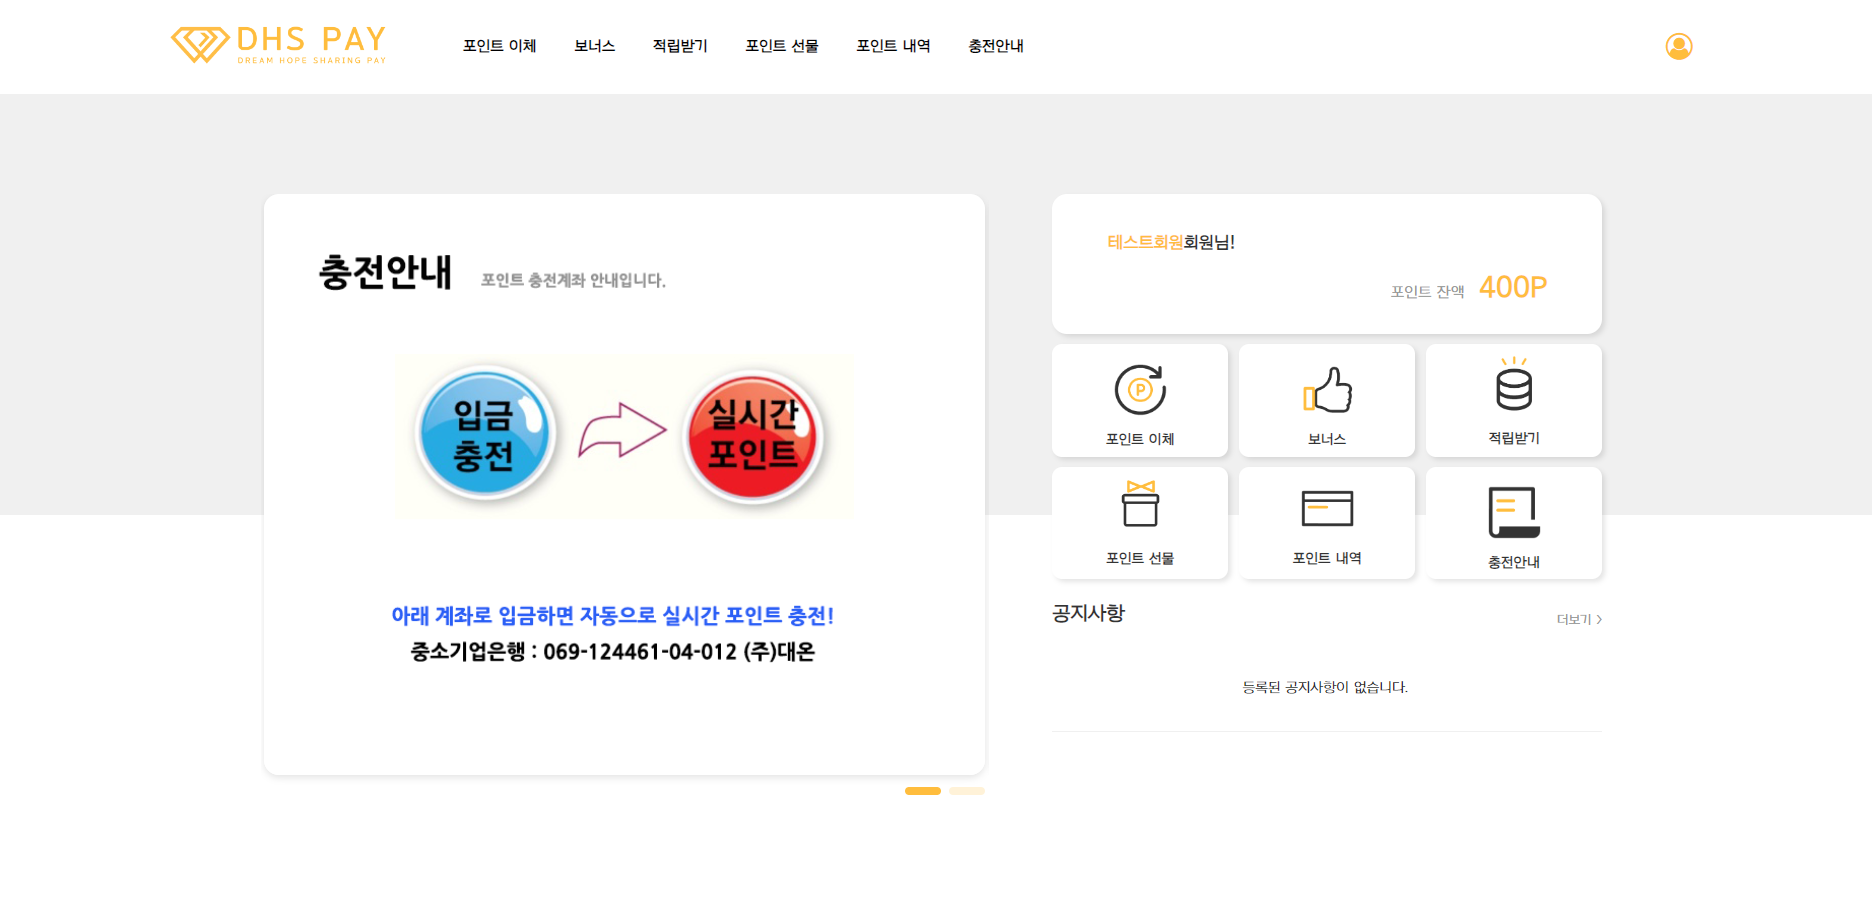 DHS PAY
DREAM HOPE SHARING PAY
포인트 이체 보너스 적립받기 포인트 선물 포인트 내역 충전안내
충전안내 포인트 충전계좌 안내입니다.
입금
충전
실시간
포인트
아래 계좌로 입금하면 자동으로 실시간 포인트 충전!
중소기업은행 : 069-124461-04-012 (주)대온
테스트회원회원님!
포인트 잔액 400P
P
포인트 이체 보너스 적립받기
포인트 선물 포인트 내역 충전안내
공지사항
더보기 >
등록된 공지사항이 없습니다.